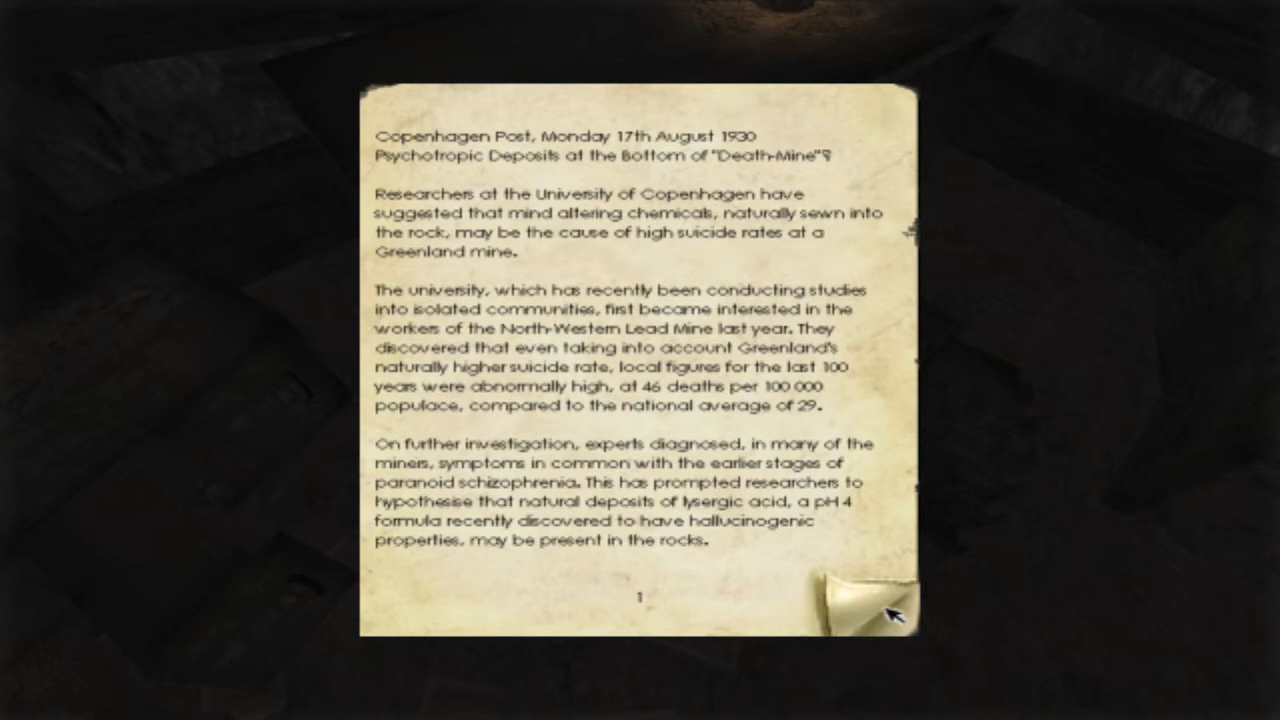 Copenhagen Post, Monday 17th August 1930
Psychotropic Deposits at the Bottom of "Death-Mine"?
Researchers at the University of Copenhagen have
suggested that mind altering chemicals, naturally sewn into
the rock, may be the cause of high suicide rates at a
Greenland mine.
The university, which has recently been conducting studies
into isolated communities, first became interested in the
workers of the North-Western Lead Mine last year. They
discovered that even taking into account Greenland's
naturally higher suicide rate, local figures for the last 100
years were abnormally high, at 46 deaths per 100 000
populace, compared to the national average of 29.
On further investigation, experts diagnosed, in many of the
miners, symptoms in common with the earlier stages of
paranoid schizophrenia. This has prompted researchers to
hypothesise that natural deposits of lysergic acid, a pH 4
formula recently discovered to have hallucinogenic
properties, may be present in the rocks.
1